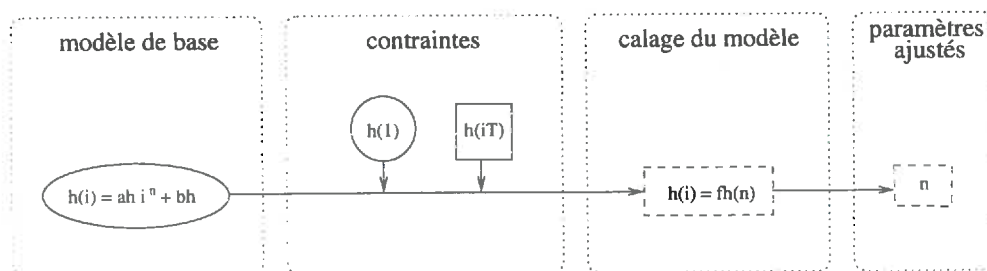 modèle de base
contraintes
calage du modèle
paramètres
ajustés
h(1)
h(iT)
h(i) = ah i n + bh
h(i) = fh(n)
n